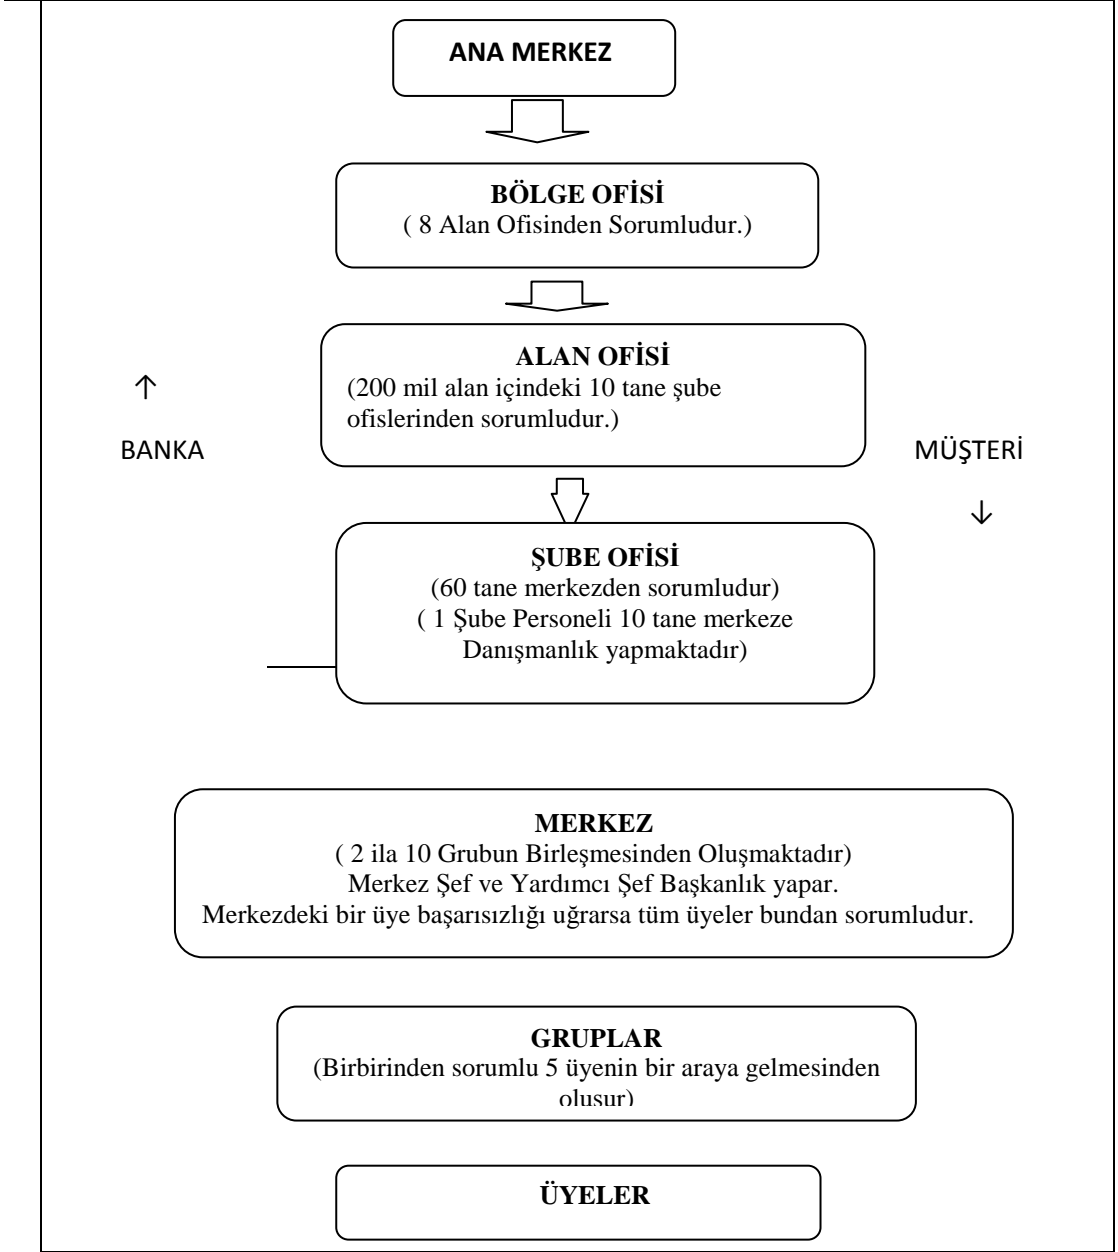 ANA MERKEZ
BÖLGE OFİSİ
( 8 Alan Ofisinden Sorumludur.)
ALAN OFİSİ
(200 mil alan içindeki 10 tane şube
ofislerinden sorumludur.)
↑
BANKA
MÜŞTERİ
↓
ŞUBE OFİSİ
(60 tane merkezden sorumludur)
( 1 Şube Personeli 10 tane merkeze
Danışmanlık yapmaktadır)
MERKEZ
( 2 ila 10 Grubun Birleşmesinden Oluşmaktadır)
Merkez Şef ve Yardımcı Şef Başkanlık yapar.
Merkezdeki bir üye başarısızlığı uğrarsa tüm üyeler bundan sorumludur.
GRUPLAR
(Birbirinden sorumlu 5 üyenin bir araya gelmesinden
oluşur)
ÜYELER